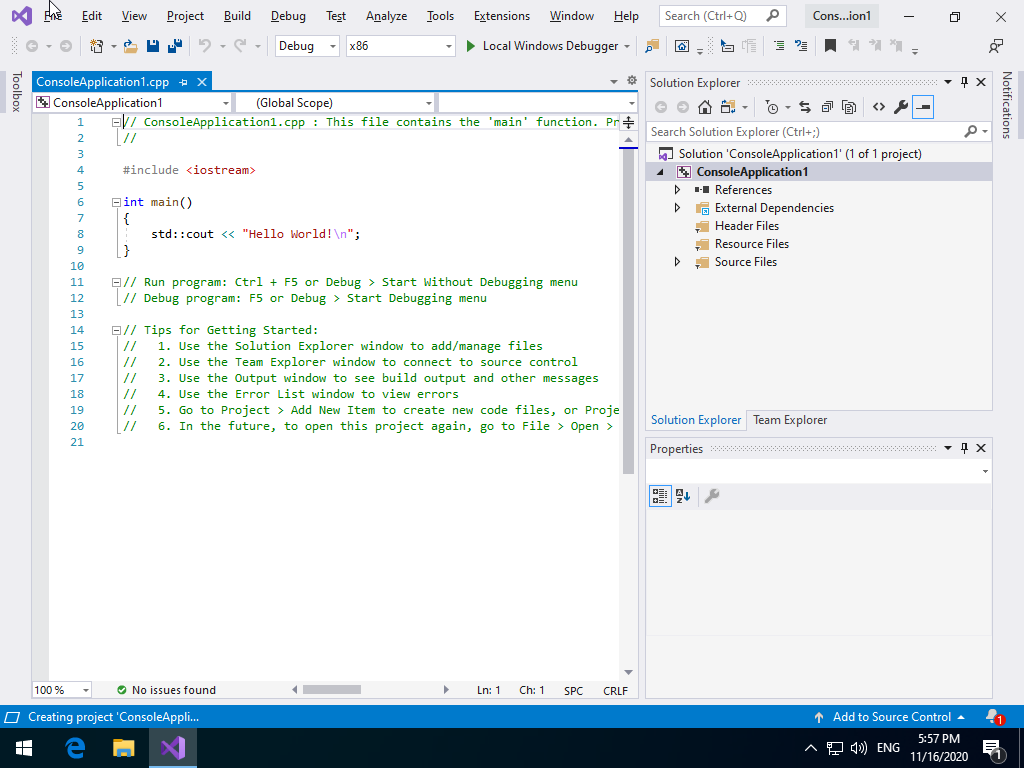 File Edit View Project Build Debug Test Analyze Tools Extensions Window Help Search (Ctrl+Q) Cons...ion1
Debug x86 Local Windows Debugger
Toolbox
ConsoleApplication1.cpp
ConsoleApplication1 (Global Scope)
1 // ConsoleApplication1.cpp : This file contains the 'main' function. Pr
2 //
3
4 #include <iostream>
5
6 int main()
7 {
8 std::cout << "Hello World!\n";
9 }
10
11 // Run program: Ctrl + F5 or Debug > Start Without Debugging menu
12 // Debug program: F5 or Debug > Start Debugging menu
13
14 // Tips for Getting Started:
15 // 1. Use the Solution Explorer window to add/manage files
16 // 2. Use the Team Explorer window to connect to source control
17 // 3. Use the Output window to see build output and other messages
18 // 4. Use the Error List window to view errors
19 // 5. Go to Project > Add New Item to create new code files, or Proje
20 // 6. In the future, to open this project again, go to File > Open >
21
100 % No issues found Ln: 1 Ch: 1 SPC CRLF
Solution Explorer
Search Solution Explorer (Ctrl+;)
Solution 'ConsoleApplication1' (1 of 1 project)
ConsoleApplication1
References
External Dependencies
Header Files
Resource Files
Source Files
Solution Explorer Team Explorer
Properties
Notifications
Creating project 'ConsoleAppli... Add to Source Control 1
ENG
5:57 PM
11/16/2020
1